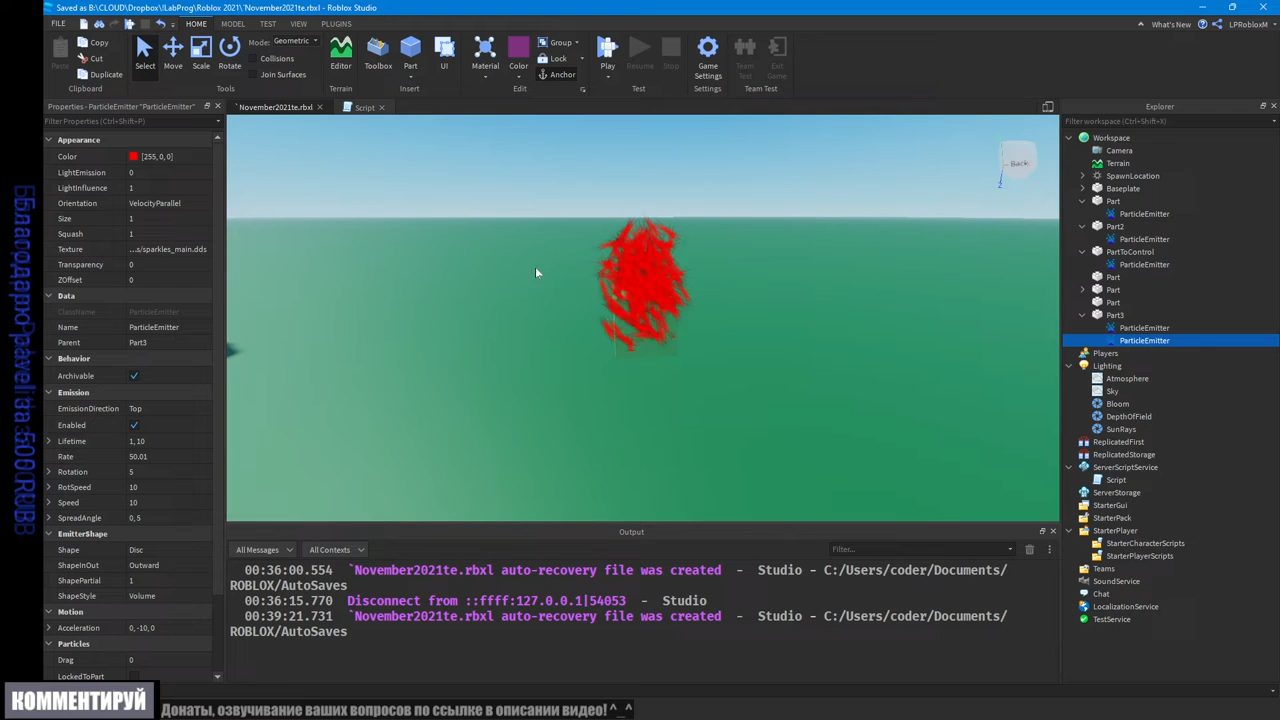 Saved as B:\CLOUD\Dropbox\!LabProg\Roblox 2021\`November2021te.rbxl - Roblox Studio
FILE HOME MODEL TEST VIEW PLUGINS What's New LPRobloxM
Paste Copy Cut Duplicate Clipboard
Select Move Scale Rotate Mode: Geometric Collisions Join Surfaces Tools
Editor Terrain
Toolbox Part UI Insert
Material Color Group Lock Anchor Edit
Play Resume Stop Test
Game Settings Settings
Team Test Exit Game Team Test
Properties - ParticleEmitter "ParticleEmitter"
Filter Properties (Ctrl+Shift+P)
Appearance
Color [255, 0, 0]
LightEmission 0
LightInfluence 1
Orientation VelocityParallel
Size 1
Squash 1
Texture ...s/sparkles_main.dds
Transparency 0
ZOffset 0
Data
ClassName ParticleEmitter
Name ParticleEmitter
Parent Part3
Behavior
Archivable
Emission
EmissionDirection Top
Enabled
Lifetime 1, 10
Rate 50.01
Rotation 5
RotSpeed 10
Speed 10
SpreadAngle 0, 5
EmitterShape
Shape Disc
ShapeInOut Outward
ShapePartial 1
ShapeStyle Volume
Motion
Acceleration 0, -10, 0
Particles
Drag 0
LockedToPart
`November2021te.rbxl Script
Back
Output
All Messages All Contexts Filter...
00:36:00.554 `November2021te.rbxl auto-recovery file was created - Studio - C:/Users/coder/Documents/
ROBLOX/AutoSaves
00:36:15.770 Disconnect from ::ffff:127.0.0.1|54053 - Studio
00:39:21.731 `November2021te.rbxl auto-recovery file was created - Studio - C:/Users/coder/Documents/
ROBLOX/AutoSaves
Explorer
Filter workspace (Ctrl+Shift+X)
Workspace
Camera
Terrain
SpawnLocation
Baseplate
Part
ParticleEmitter
Part2
ParticleEmitter
PartToControl
ParticleEmitter
Part
Part
Part
Part3
ParticleEmitter
ParticleEmitter
Players
Lighting
Atmosphere
Sky
Bloom
DepthOfField
SunRays
ReplicatedFirst
ReplicatedStorage
ServerScriptService
Script
ServerStorage
StarterGui
StarterPack
StarterPlayer
StarterCharacterScripts
StarterPlayerScripts
Teams
SoundService
Chat
LocalizationService
TestService
КОММЕНТИРУЙ
Донаты, озвучивание ваших вопросов по ссылке в описании видео! ^_^